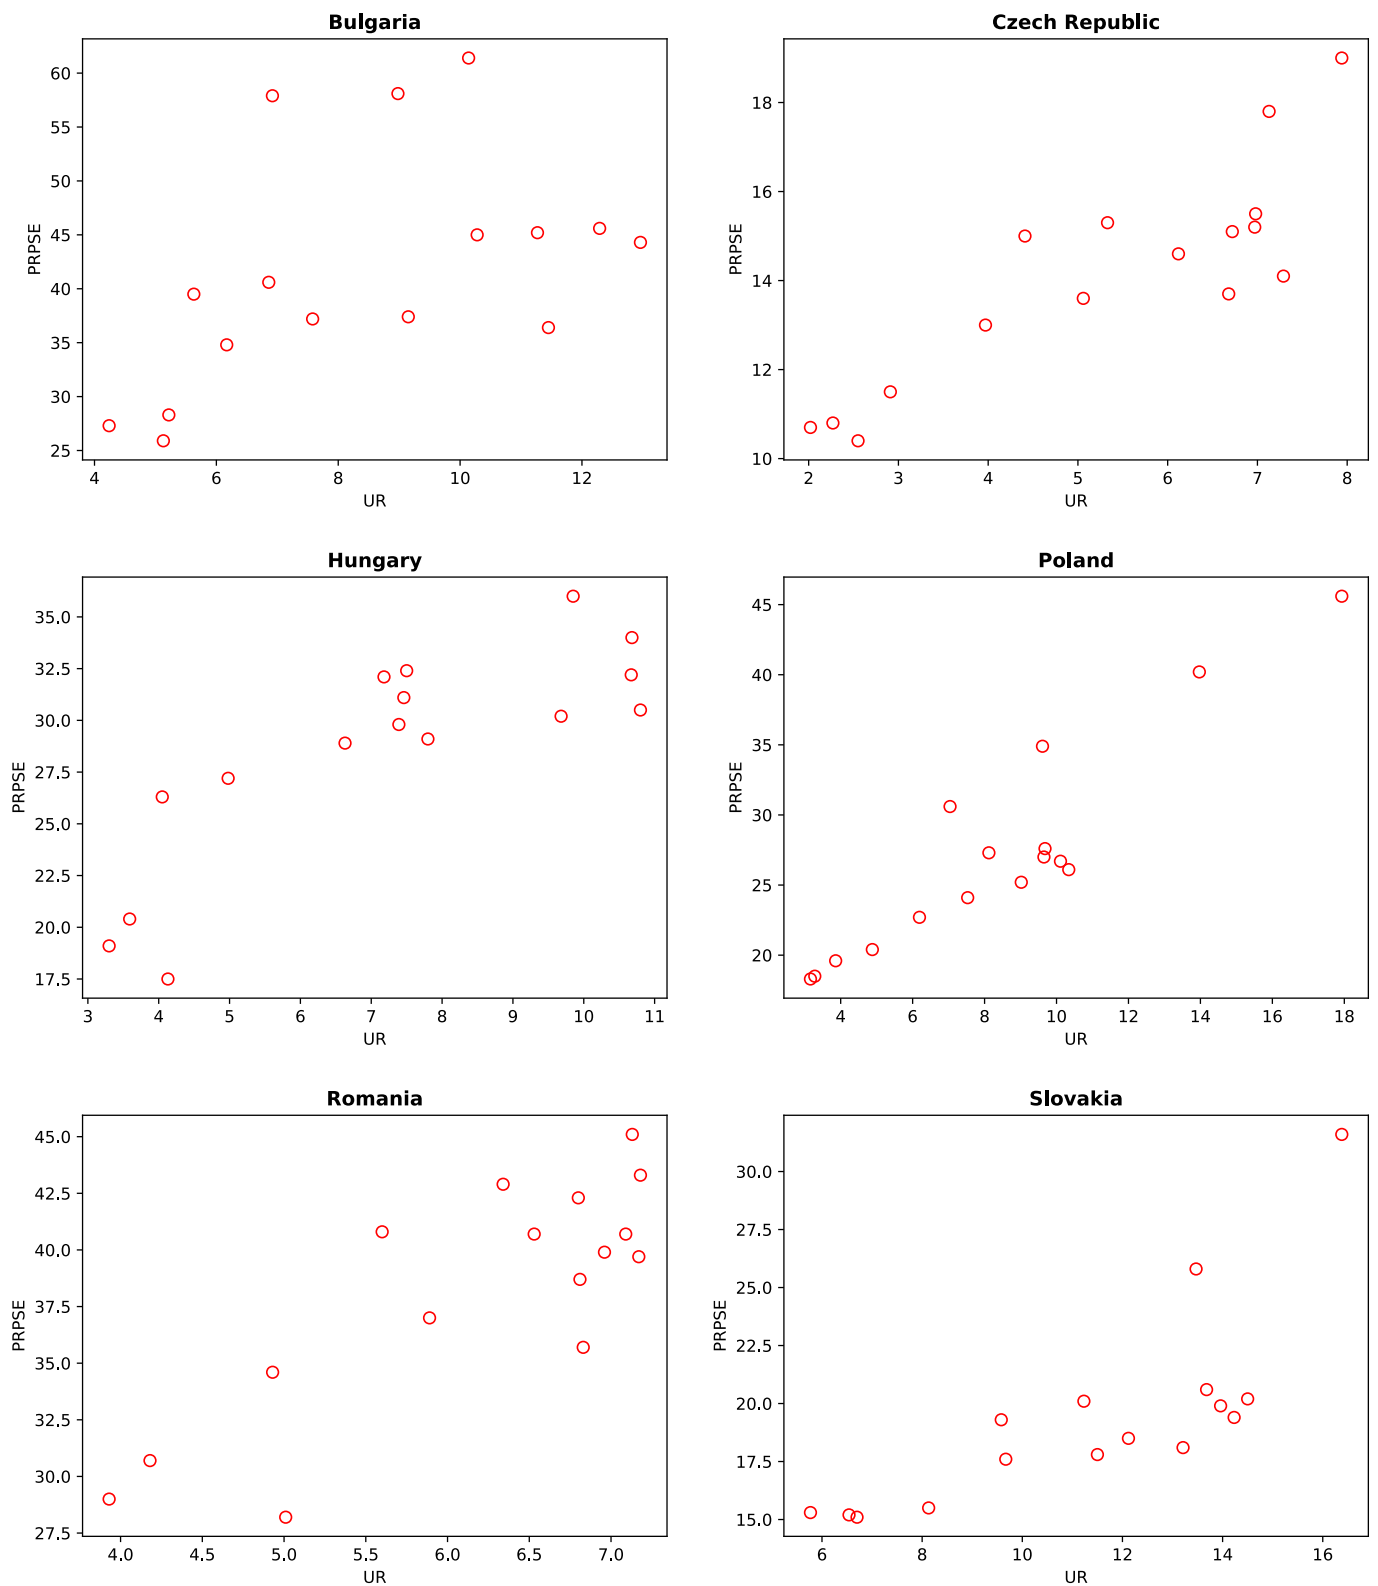 Bulgaria
PRPSE
60
55
50
45
40
35
30
25
4 6 8 10 12
UR
Czech Republic
PRPSE
18
16
14
12
10
2 3 4 5 6 7 8
UR
Hungary
PRPSE
35.0
32.5
30.0
27.5
25.0
22.5
20.0
17.5
3 4 5 6 7 8 9 10 11
UR
Poland
PRPSE
45
40
35
30
25
20
4 6 8 10 12 14 16 18
UR
Romania
PRPSE
45.0
42.5
40.0
37.5
35.0
32.5
30.0
27.5
4.0 4.5 5.0 5.5 6.0 6.5 7.0
UR
Slovakia
PRPSE
30.0
27.5
25.0
22.5
20.0
17.5
15.0
6 8 10 12 14 16
UR